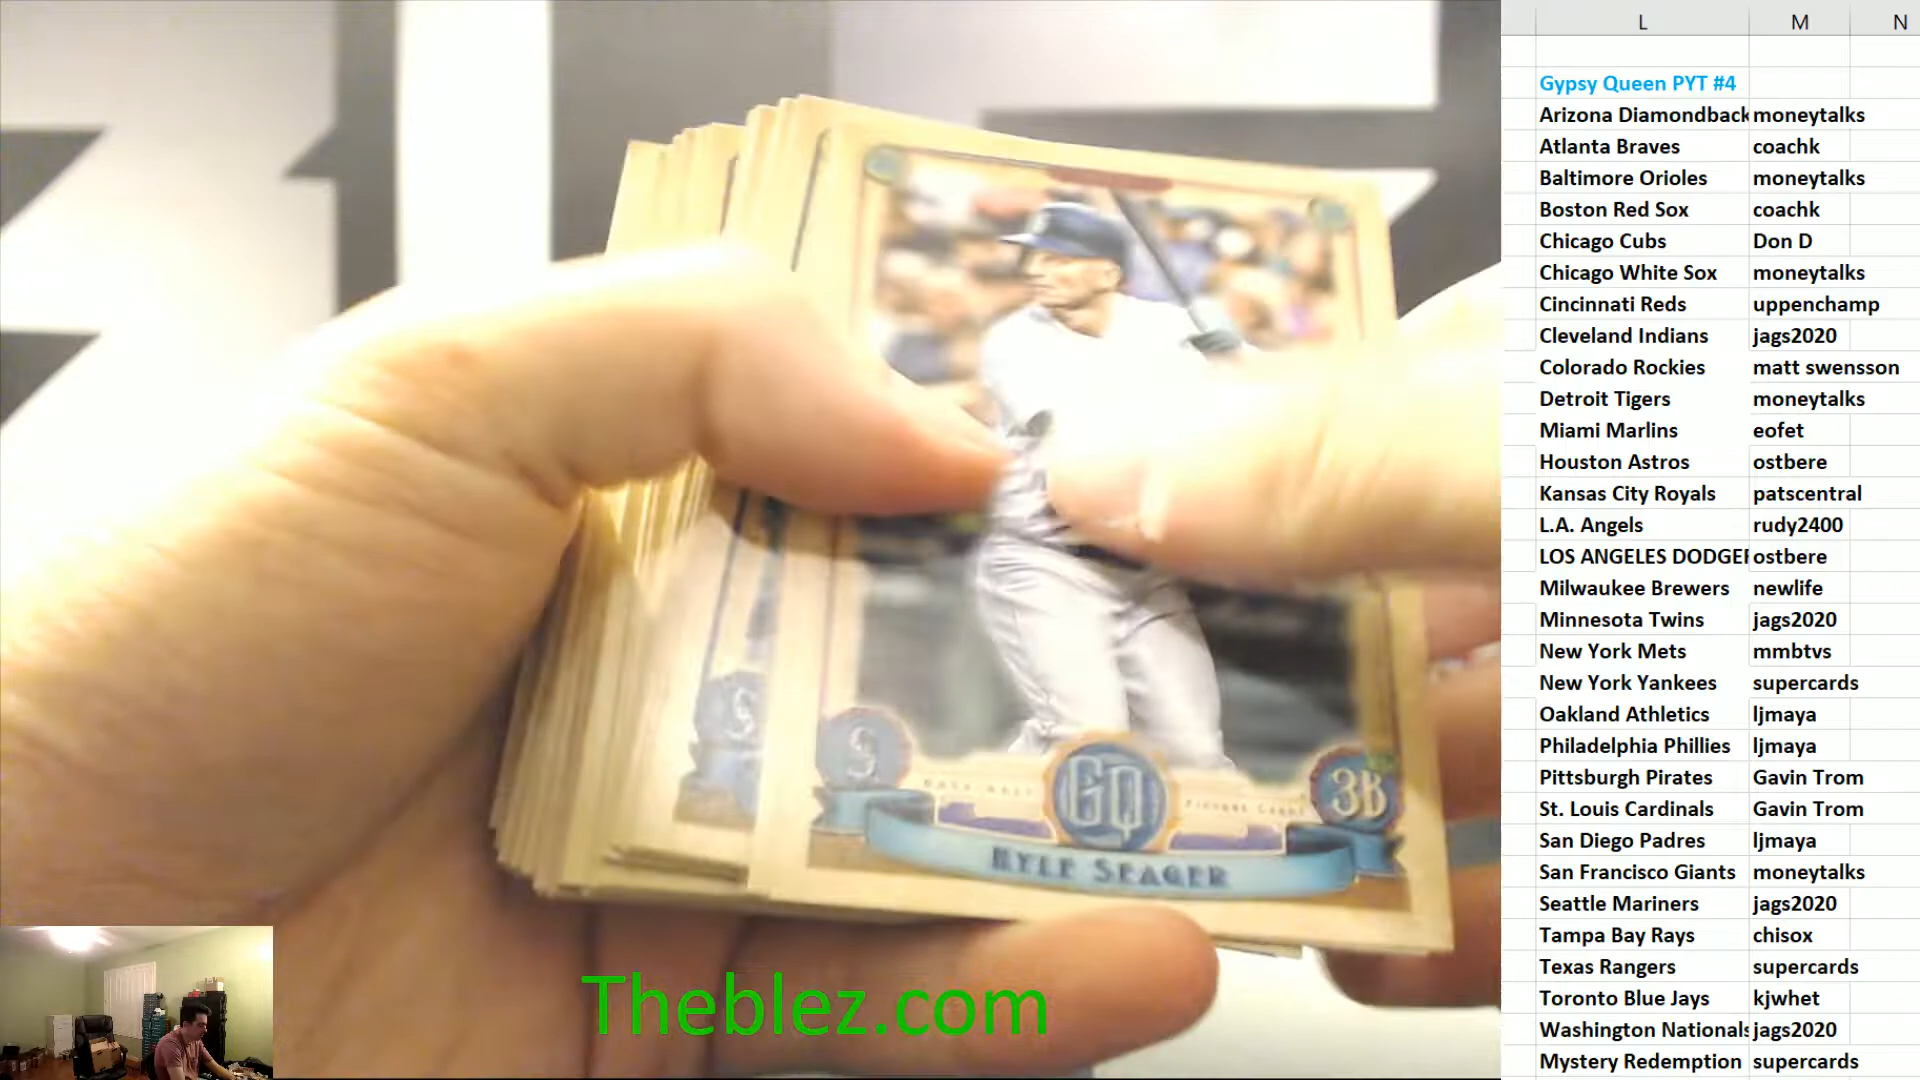 L M N
Gypsy Queen PYT #4
Arizona Diamondback moneytalks
Atlanta Braves coachk
Baltimore Orioles moneytalks
Boston Red Sox coachk
Chicago Cubs Don D
Chicago White Sox moneytalks
Cincinnati Reds uppenchamp
Cleveland Indians jags2020
Colorado Rockies matt swensson
Detroit Tigers moneytalks
Miami Marlins eofet
Houston Astros ostbere
Kansas City Royals patscentral
L.A. Angels rudy2400
LOS ANGELES DODGER ostbere
Milwaukee Brewers newlife
Minnesota Twins jags2020
New York Mets mmbtvs
New York Yankees supercards
Oakland Athletics ljmaya
Philadelphia Phillies ljmaya
Pittsburgh Pirates Gavin Trom
St. Louis Cardinals Gavin Trom
San Diego Padres ljmaya
San Francisco Giants moneytalks
Seattle Mariners jags2020
Tampa Bay Rays chisox
Texas Rangers supercards
Toronto Blue Jays kjwhet
Washington Nationals jags2020
Mystery Redemption supercards
S GQ 3B
KYLE SEAGER
Theblez.com